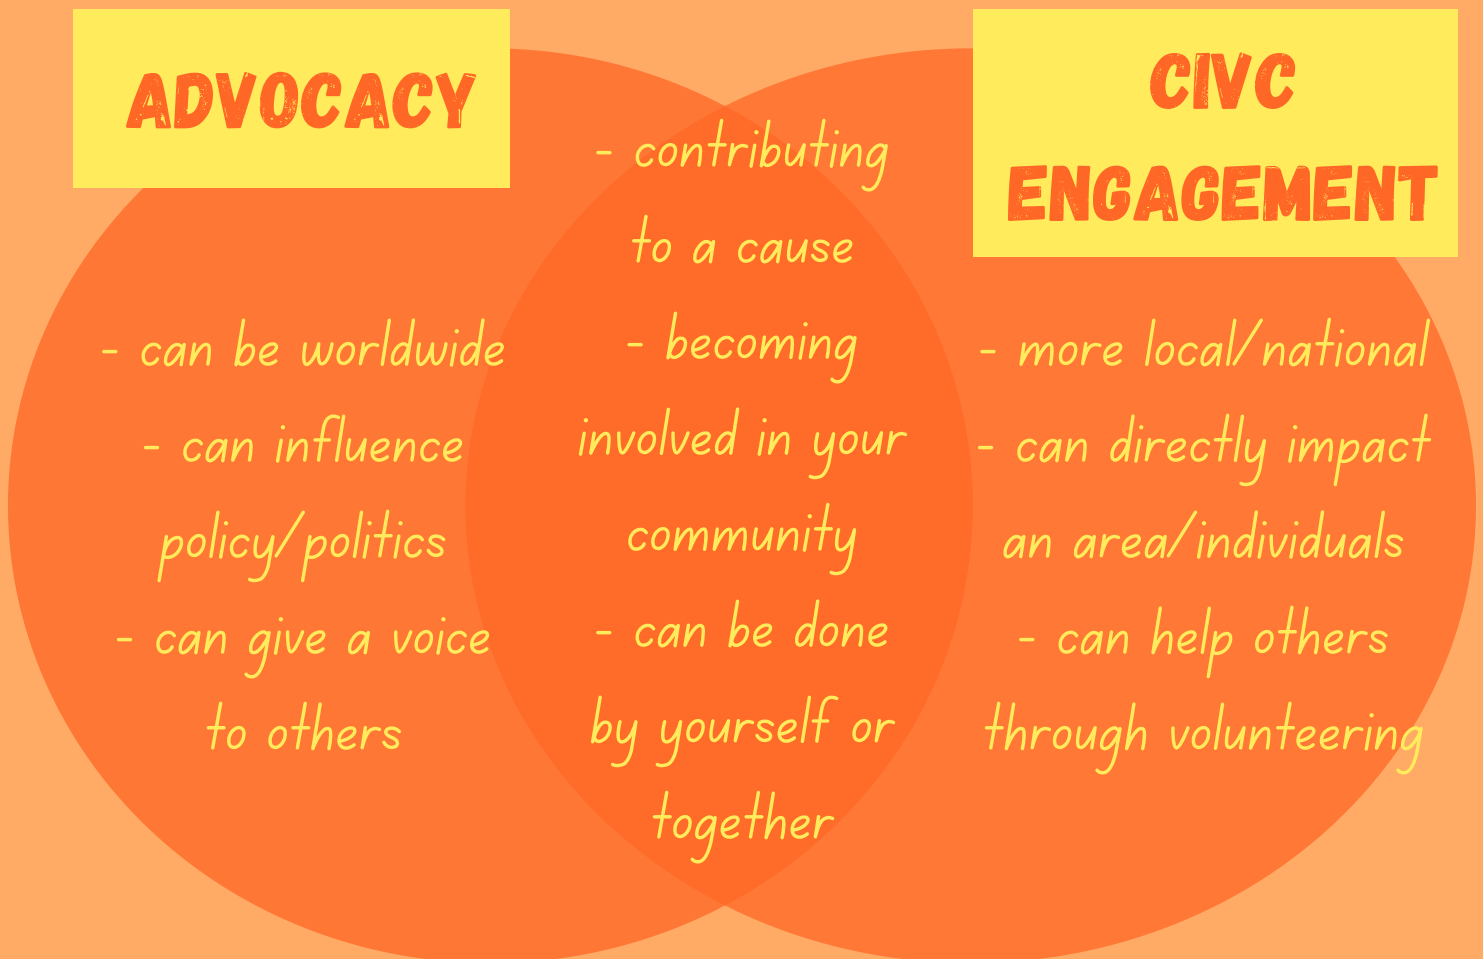 ADVOCACY
- can be worldwide
- can influence
policy/politics
- can give a voice
to others
- contributing
to a cause
- becoming
involved in your
community
- can be done
by yourself or
together
CIVC
ENGAGEMENT
- more local/national
- can directly impact
an area/individuals
- can help others
through volunteering